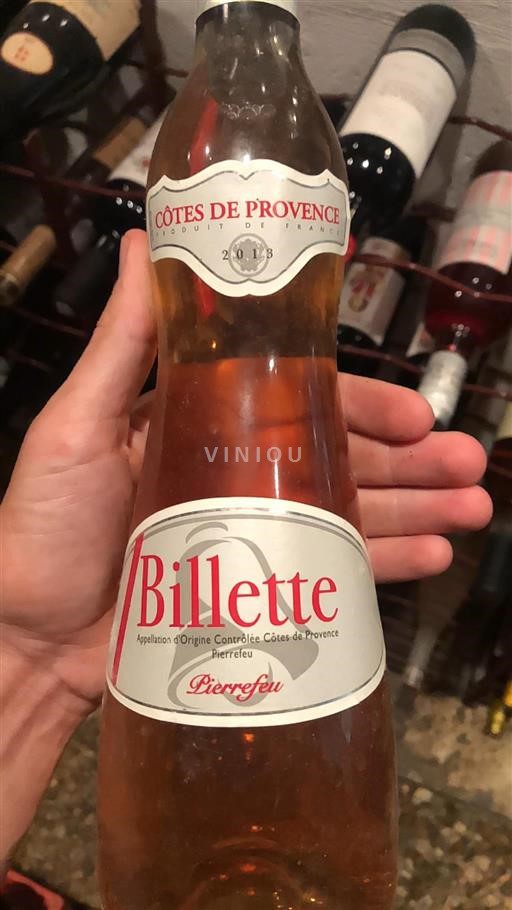 CÔTES DE PROVENCE
PRODUIT DE FRANCE
2013
VINIOU
Billette
Appellation d'Origine Contrôlée Côtes de Provence
Pierrefeu
Pierrefeu